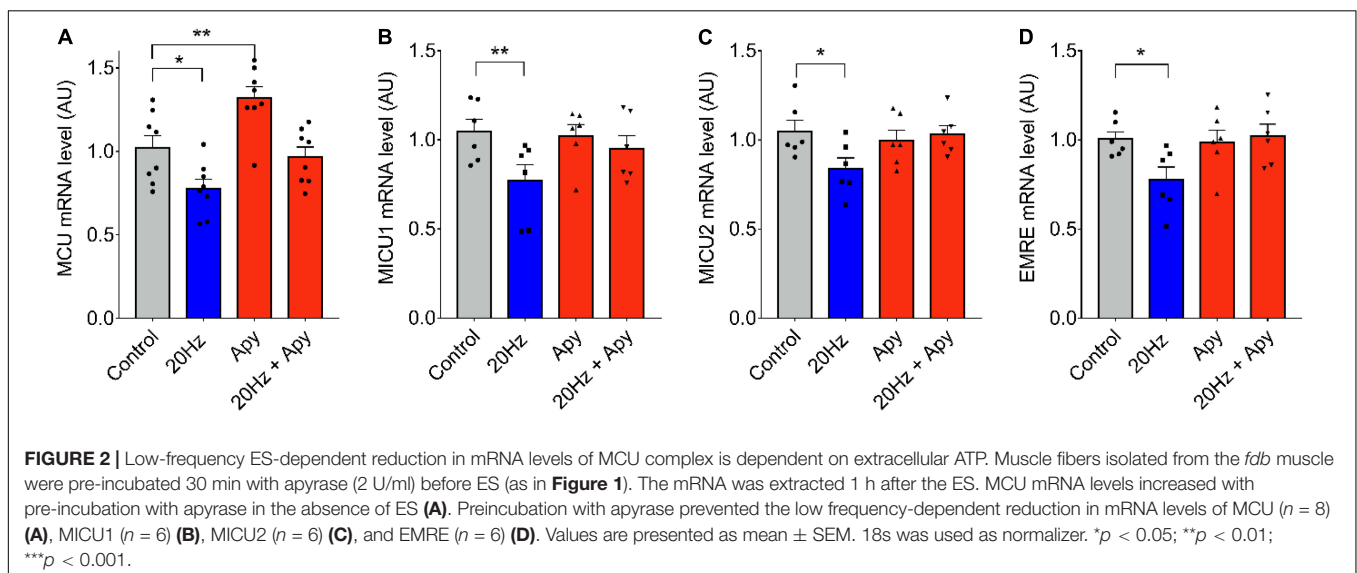 A
MCU mRNA level (AU)
1.5
1.0
0.5
0.0
*
**
Control
20Hz
Apy
20Hz + Apy
B
MICU1 mRNA level (AU)
1.5
1.0
0.5
0.0
**
Control
20Hz
Apy
20Hz + Apy
C
MICU2 mRNA level (AU)
1.5
1.0
0.5
0.0
*
Control
20Hz
Apy
20Hz + Apy
D
EMRE mRNA level (AU)
1.5
1.0
0.5
0.0
*
Control
20Hz
Apy
20Hz + Apy
FIGURE 2 | Low-frequency ES-dependent reduction in mRNA levels of MCU complex is dependent on extracellular ATP. Muscle fibers isolated from the fdb muscle
were pre-incubated 30 min with apyrase (2 U/ml) before ES (as in Figure 1). The mRNA was extracted 1 h after the ES. MCU mRNA levels increased with
pre-incubation with apyrase in the absence of ES (A). Preincubation with apyrase prevented the low frequency-dependent reduction in mRNA levels of MCU (n = 8)
(A), MICU1 (n = 6) (B), MICU2 (n = 6) (C), and EMRE (n = 6) (D). Values are presented as mean ± SEM. 18s was used as normalizer. *p < 0.05; **p < 0.01;
***p < 0.001.